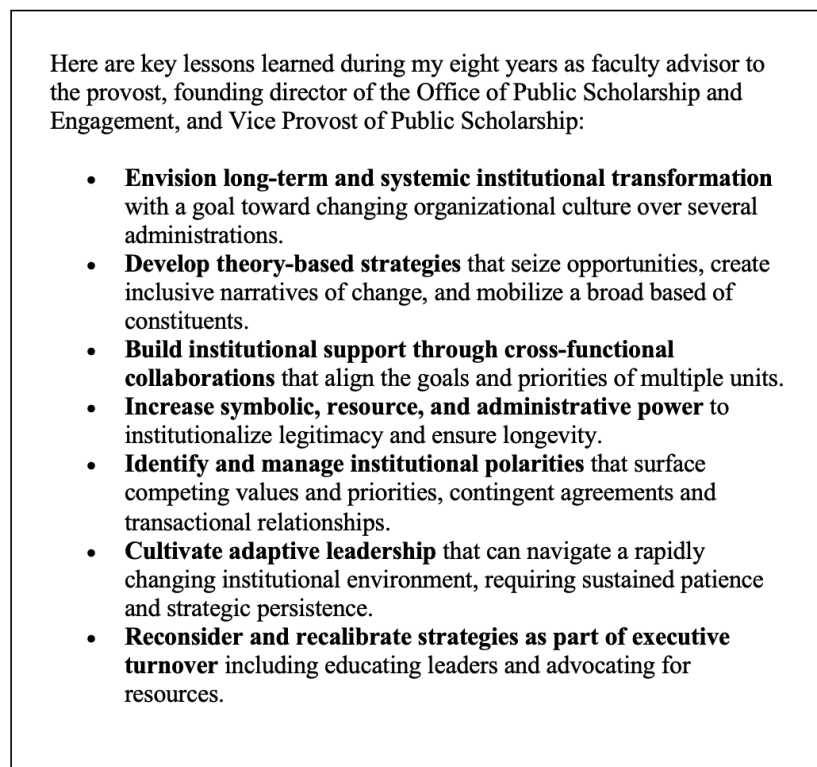 Here are key lessons learned during my eight years as faculty advisor to
the provost, founding director of the Office of Public Scholarship and
Engagement, and Vice Provost of Public Scholarship:
• Envision long-term and systemic institutional transformation
with a goal toward changing organizational culture over several
administrations.
• Develop theory-based strategies that seize opportunities, create
inclusive narratives of change, and mobilize a broad based of
constituents.
• Build institutional support through cross-functional
collaborations that align the goals and priorities of multiple units.
• Increase symbolic, resource, and administrative power to
institutionalize legitimacy and ensure longevity.
• Identify and manage institutional polarities that surface
competing values and priorities, contingent agreements and
transactional relationships.
• Cultivate adaptive leadership that can navigate a rapidly
changing institutional environment, requiring sustained patience
and strategic persistence.
• Reconsider and recalibrate strategies as part of executive
turnover including educating leaders and advocating for
resources.